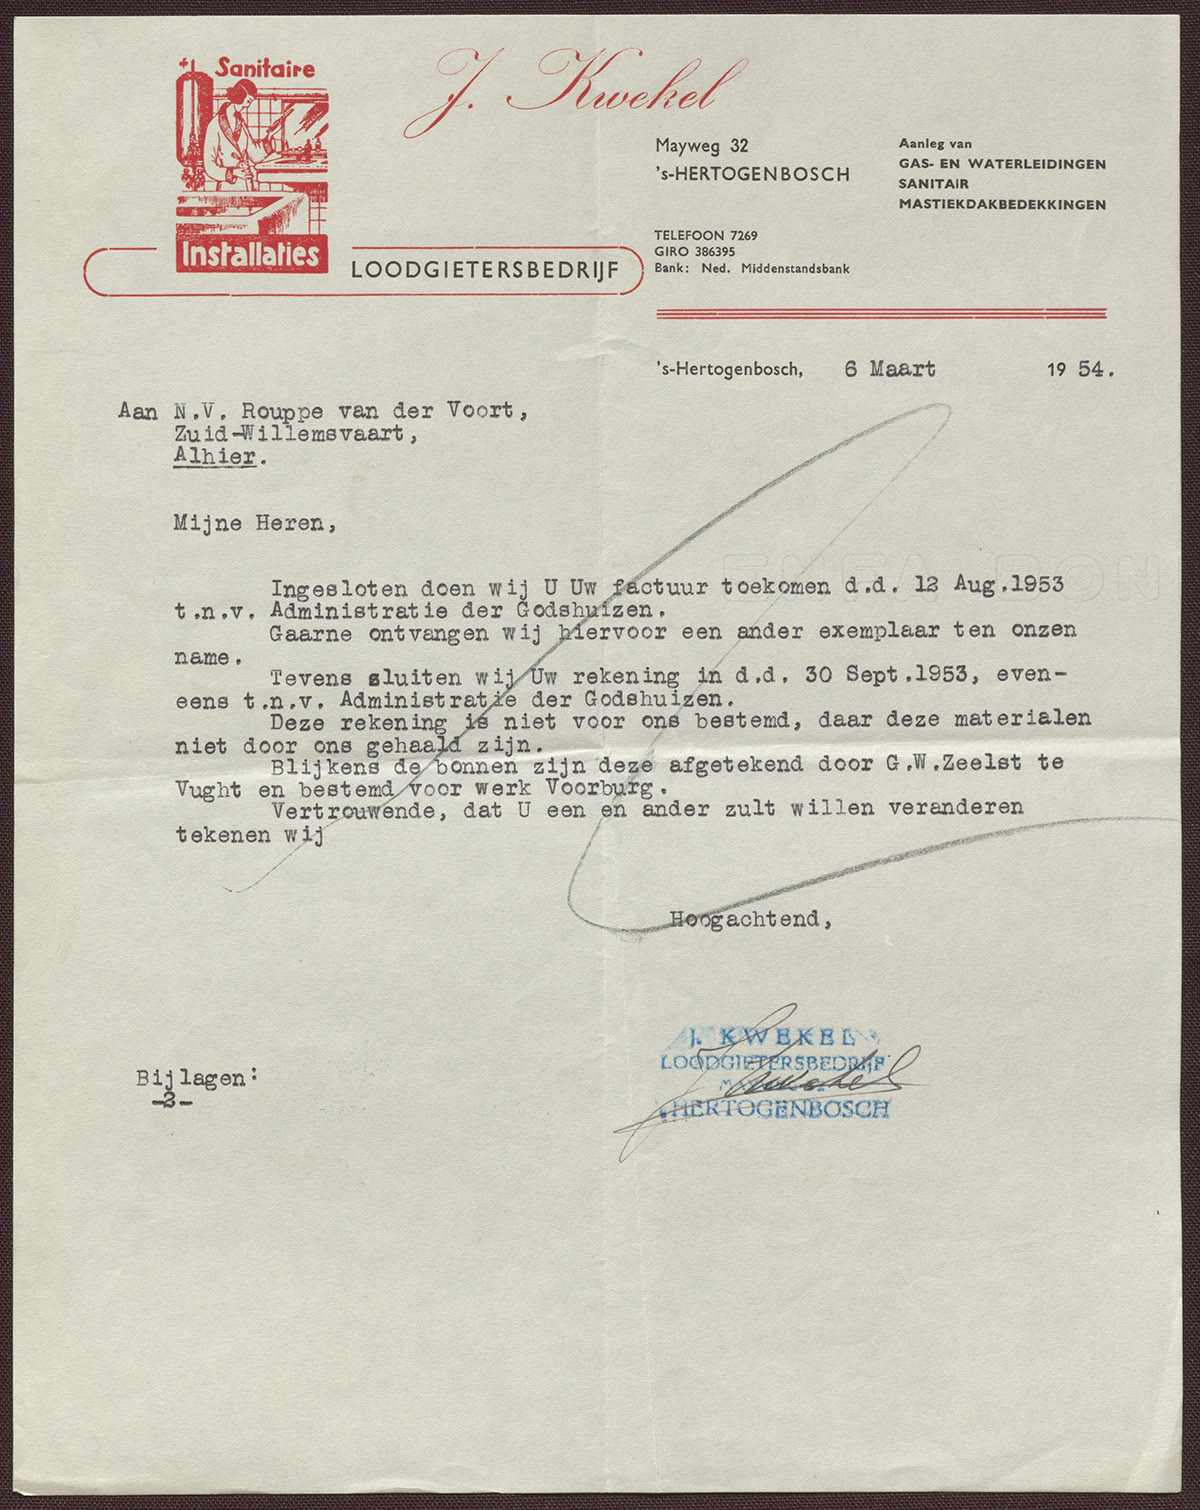 Sanitaire
Installaties
J. Kwekel
LOODGIETERSBEDRIJF
Mayweg 32
's-HERTOGENBOSCH
TELEFOON 7269
GIRO 386395
Bank: Ned. Middenstandsbank
Aanleg van
GAS- EN WATERLEIDINGEN
SANITAIR
MASTIEKDAKBEDEKKINGEN
's-Hertogenbosch, 6 Maart 1954.
Aan N.V. Rouppe van der Voort,
Zuid-Willemsvaart,
Alhier.
Mijne Heren,
Ingesloten doen wij U Uw factuur toekomen d.d. 12 Aug.1953
t.n.v. Administratie der Godshuizen.
Gaarne ontvangen wij hiervoor een ander exemplaar ten onzen
name.
Tevens sluiten wij Uw rekening in d.d. 30 Sept.1953, even-
eens t.n.v. Administratie der Godshuizen.
Deze rekening is niet voor ons bestemd, daar deze materialen
niet door ons gehaald zijn.
Blijkens de bonnen zijn deze afgetekend door G.W.Zeelst te
Vught en bestemd voor werk Voorburg.
Vertrouwende, dat U een en ander zult willen veranderen
tekenen wij
Hoogachtend,
J. KWEKEL
LOODGIETERSBEDRIJF
'sHERTOGENBOSCH
J Kwekel
Bijlagen:
-2-